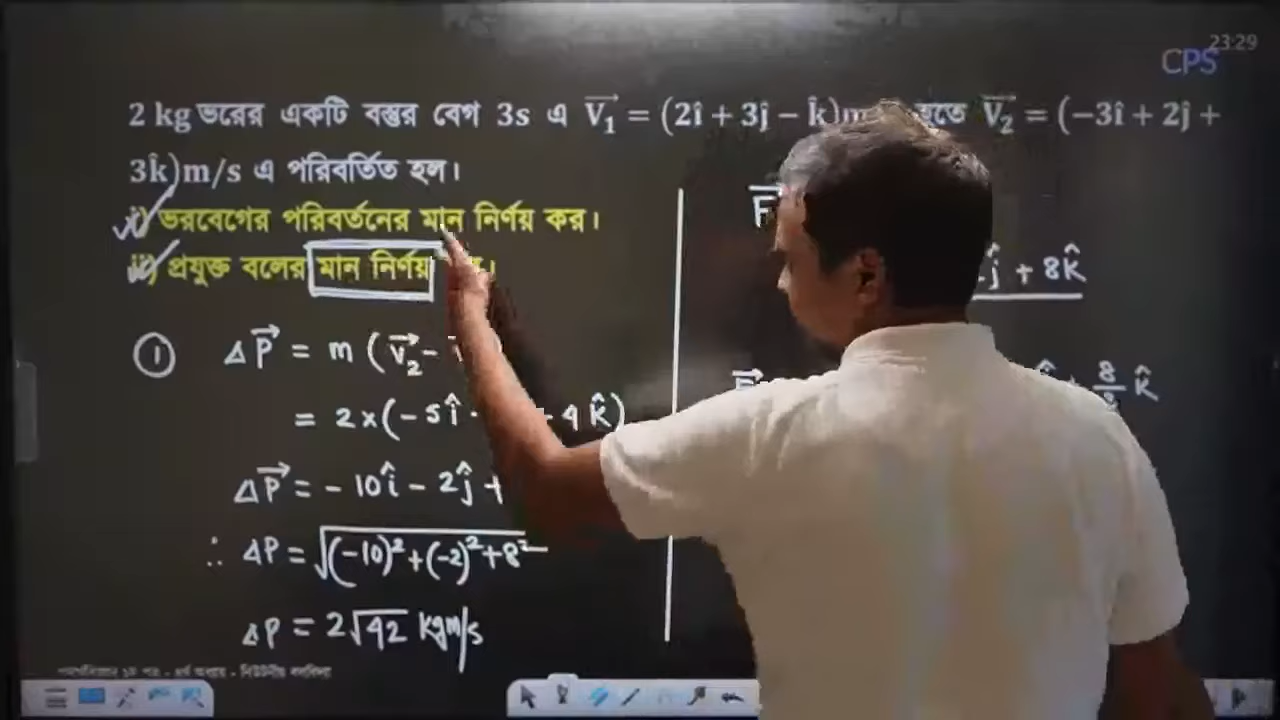 23:29
CPS
2 kg ভরের একটি বস্তুর বেগ 3s এ V₁⃗ = (2î + 3ĵ − k̂)m হতে V₂⃗ = (−3î + 2ĵ +
3k̂)m/s এ পরিবর্তিত হল।
i) ভরবেগের পরিবর্তনের মান নির্ণয় কর।
ii) প্রযুক্ত বলের মান নির্ণয়
① ΔP⃗ = m (V₂⃗ −
= 2×(−5î 4k̂)
ΔP⃗ = −10î − 2ĵ +
∴ ΔP = √(−10)² + (−2)² + 8²
ΔP = 2√42 kgm/s
F⃗
ĵ + 8k̂
8 k̂